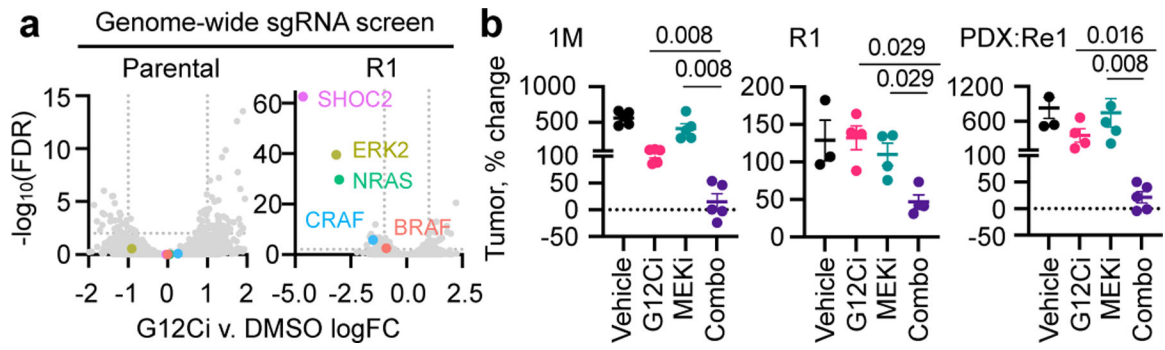 a
Genome-wide sgRNA screen
Parental
R1
-log10(FDR)
15
10
5
0
-2
-1
0
1
2
60
40
20
0
-5.0
-2.5
0.0
2.5
SHOC2
ERK2
NRAS
CRAF
BRAF
G12Ci v. DMSO logFC
b
Tumor, % change
1M
0.008
0.008
1000
500
100
50
0
-50
Vehicle
G12Ci
MEKi
Combo
R1
0.029
0.029
200
150
100
50
0
Vehicle
G12Ci
MEKi
Combo
PDX:Re1
0.016
0.008
1200
600
100
50
0
-50
Vehicle
G12Ci
MEKi
Combo